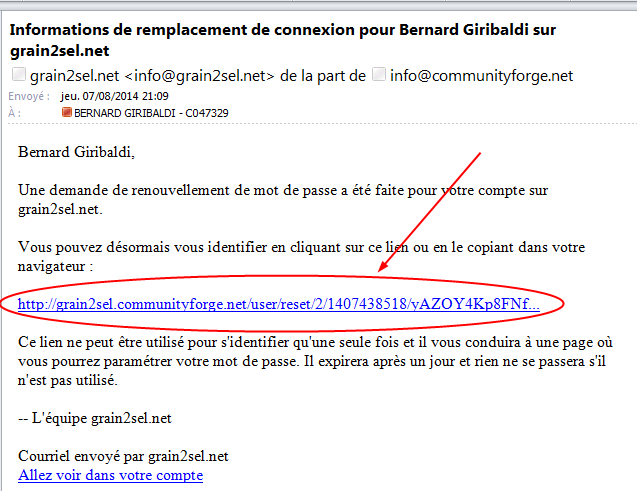 Informations de remplacement de connexion pour Bernard Giribaldi sur
grain2sel.net
grain2sel.net <info@grain2sel.net> de la part de info@communityforge.net
Envoyé : jeu. 07/08/2014 21:09
À : BERNARD GIRIBALDI - C047329
Bernard Giribaldi,
Une demande de renouvellement de mot de passe a été faite pour votre compte sur
grain2sel.net.
Vous pouvez désormais vous identifier en cliquant sur ce lien ou en le copiant dans votre
navigateur :
http://grain2sel.communityforge.net/user/reset/2/1407438518/yAZOY4Kp8FNf...
Ce lien ne peut être utilisé pour s'identifier qu'une seule fois et il vous conduira à une page où
vous pourrez paramétrer votre mot de passe. Il expirera après un jour et rien ne se passera s'il
n'est pas utilisé.
-- L'équipe grain2sel.net
Courriel envoyé par grain2sel.net
Allez voir dans votre compte